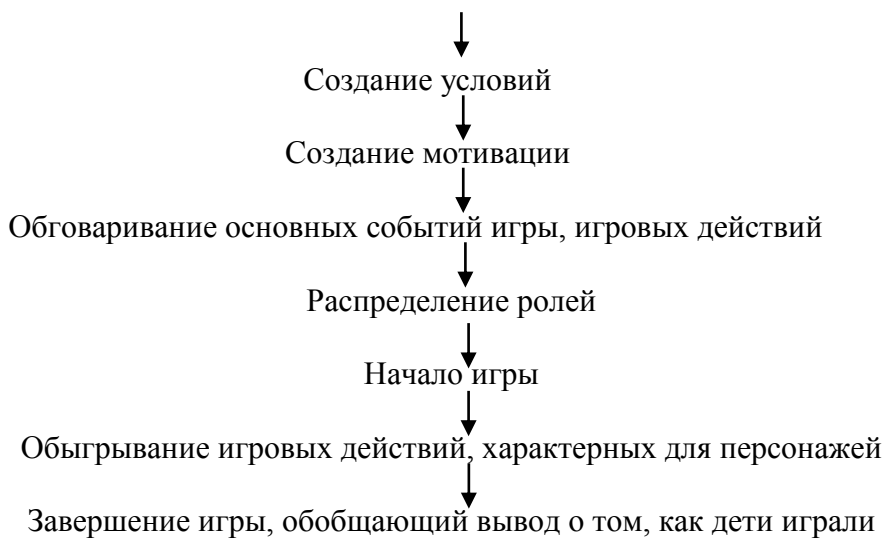 Создание условий
Создание мотивации
Обговаривание основных событий игры, игровых действий
Распределение ролей
Начало игры
Обыгрывание игровых действий, характерных для персонажей
Завершение игры, обобщающий вывод о том, как дети играли